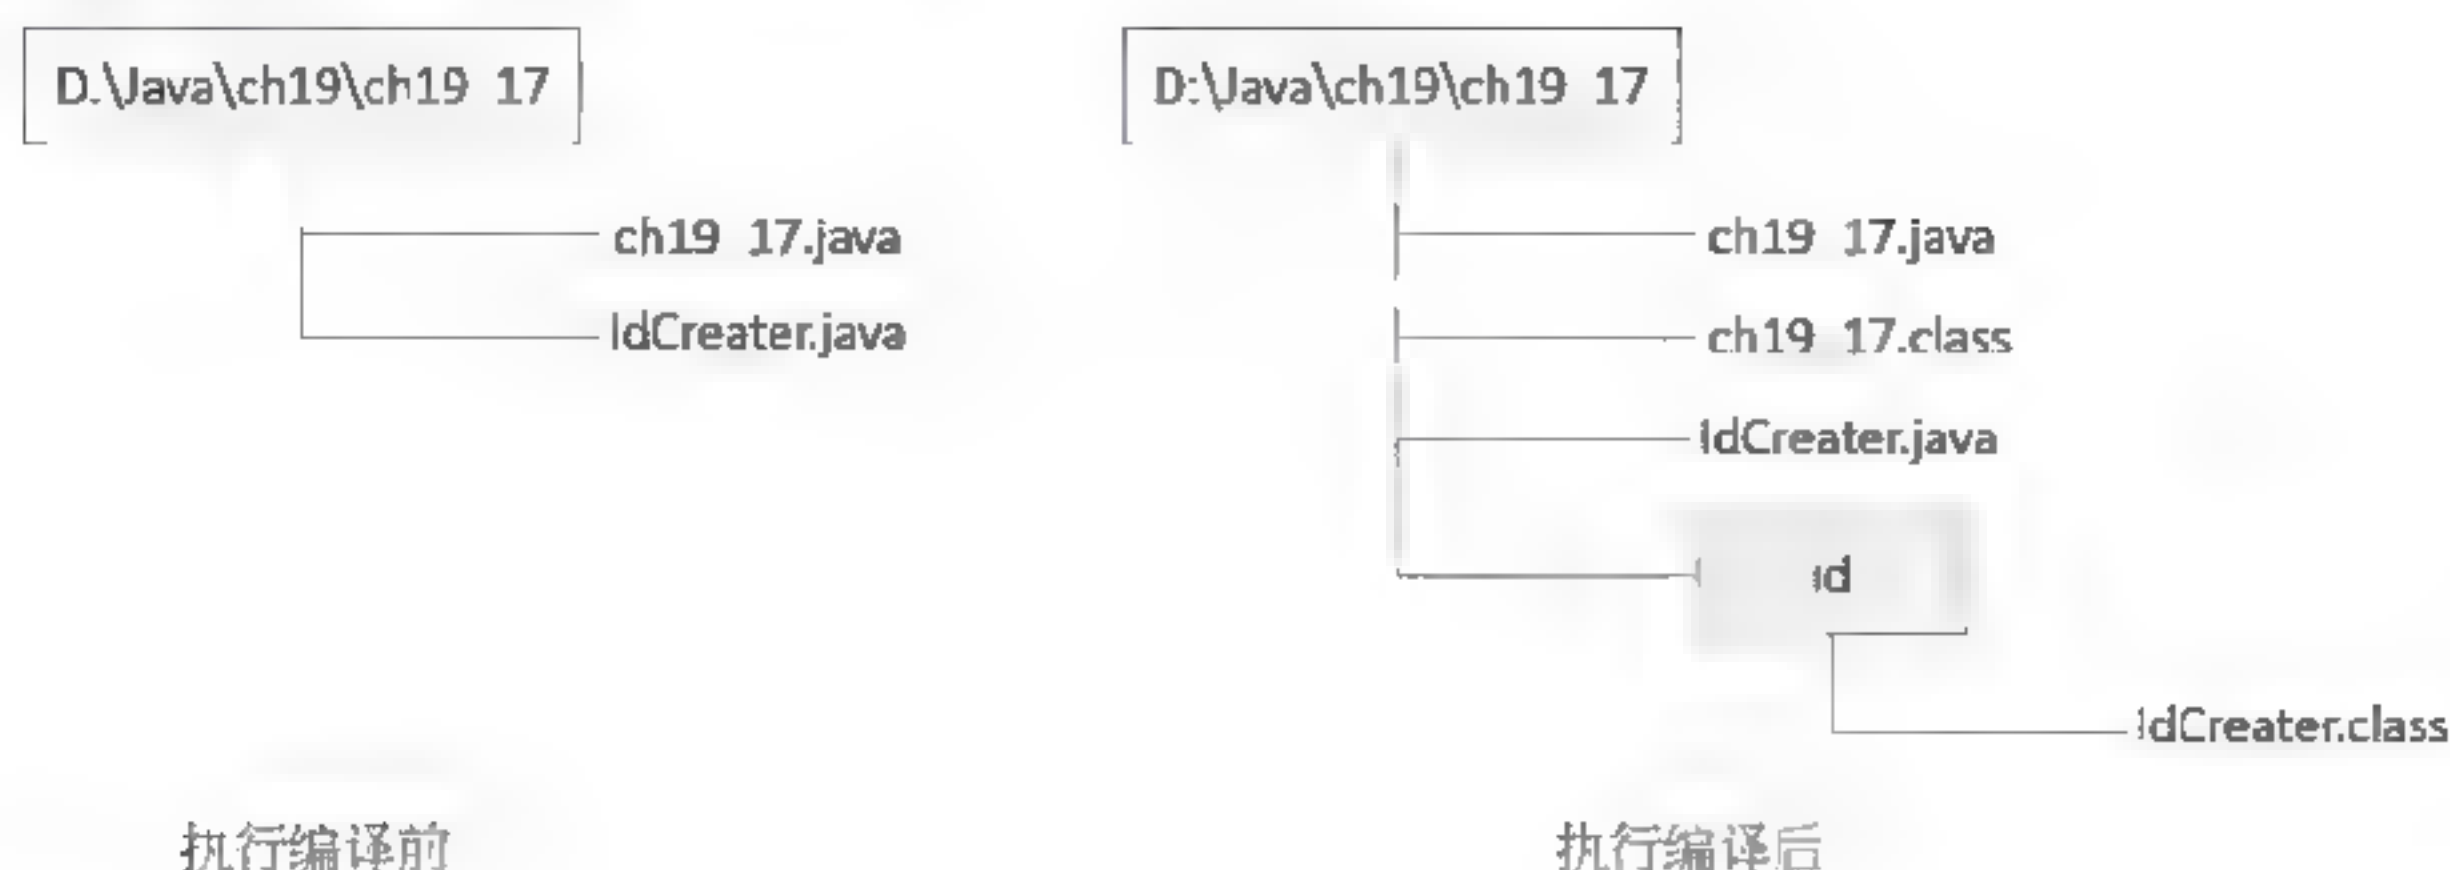 D:\Java\ch19\ch19 17
ch19 17.java
IdCreater.java
执行编译前
D:\Java\ch19\ch19 17
ch19 17.java
ch19 17.class
IdCreater.java
id
IdCreater.class
执行编译后